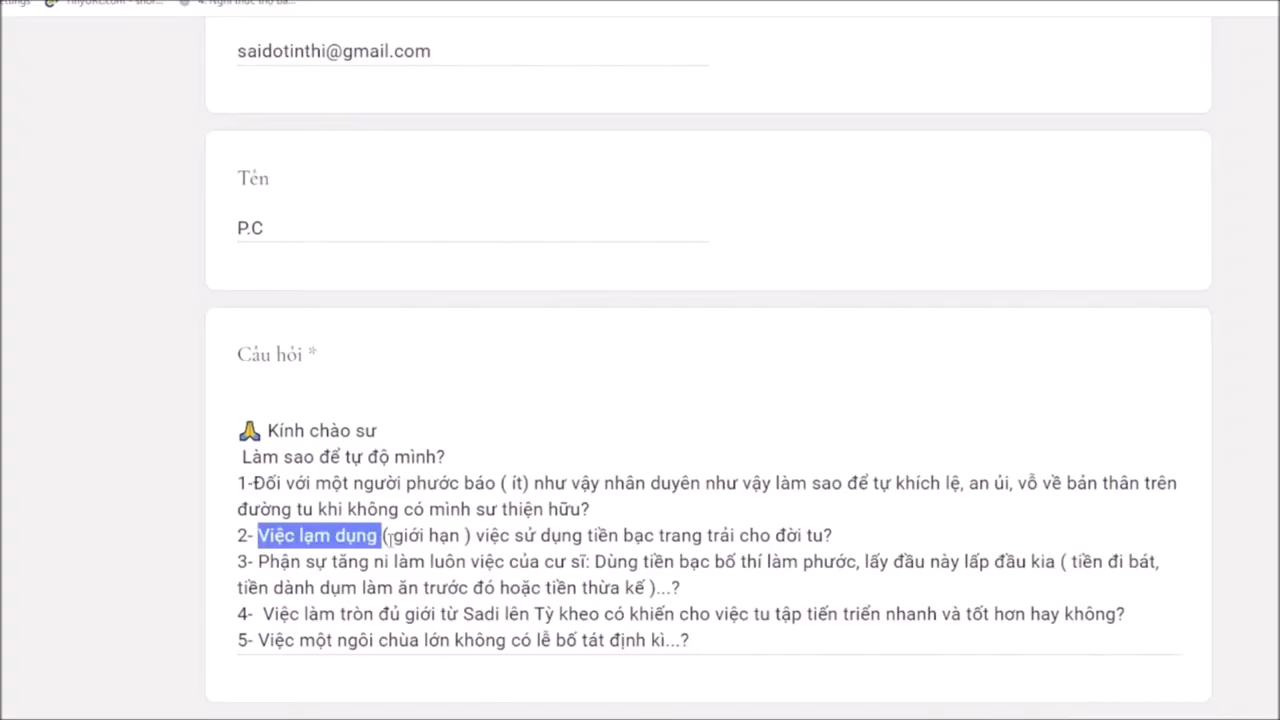 saidotinthi@gmail.com
Tên
P.C
Câu hỏi *
🙏 Kính chào sư
Làm sao để tự độ mình?
1-Đối với một người phước báo ( ít) như vậy nhân duyên như vậy làm sao để tự khích lệ, an ủi, vỗ về bản thân trên
đường tu khi không có mình sư thiện hữu?
2- Việc lạm dụng (giới hạn ) việc sử dụng tiền bạc trang trải cho đời tu?
3- Phận sự tăng ni làm luôn việc của cư sĩ: Dùng tiền bạc bố thí làm phước, lấy đầu này lấp đầu kia ( tiền đi bát,
tiền dành dụm làm ăn trước đó hoặc tiền thừa kế )...?
4- Việc làm tròn đủ giới từ Sadi lên Tỳ kheo có khiến cho việc tu tập tiến triển nhanh và tốt hơn hay không?
5- Việc một ngôi chùa lớn không có lễ bố tát định kì...?